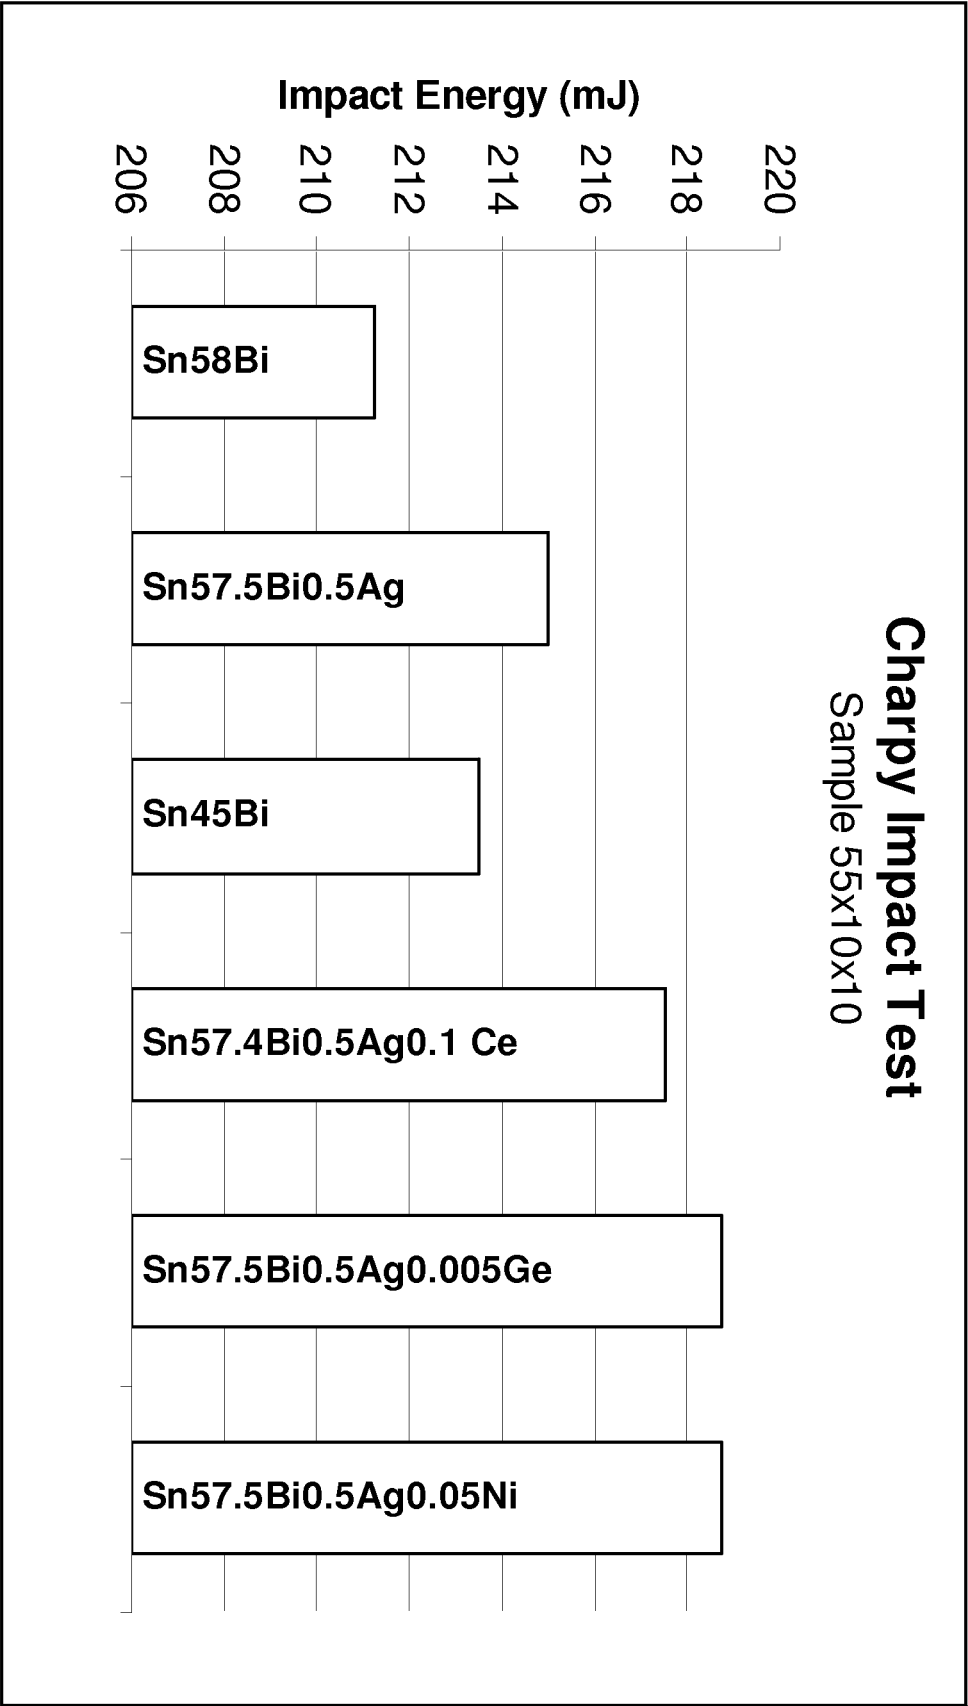 Charpy Impact Test
Sample 55x10x10
Impact Energy (mJ)
220
218
216
214
212
210
208
206
Sn58Bi
Sn57.5Bi0.5Ag
Sn45Bi
Sn57.4Bi0.5Ag0.1 Ce
Sn57.5Bi0.5Ag0.005Ge
Sn57.5Bi0.5Ag0.05Ni